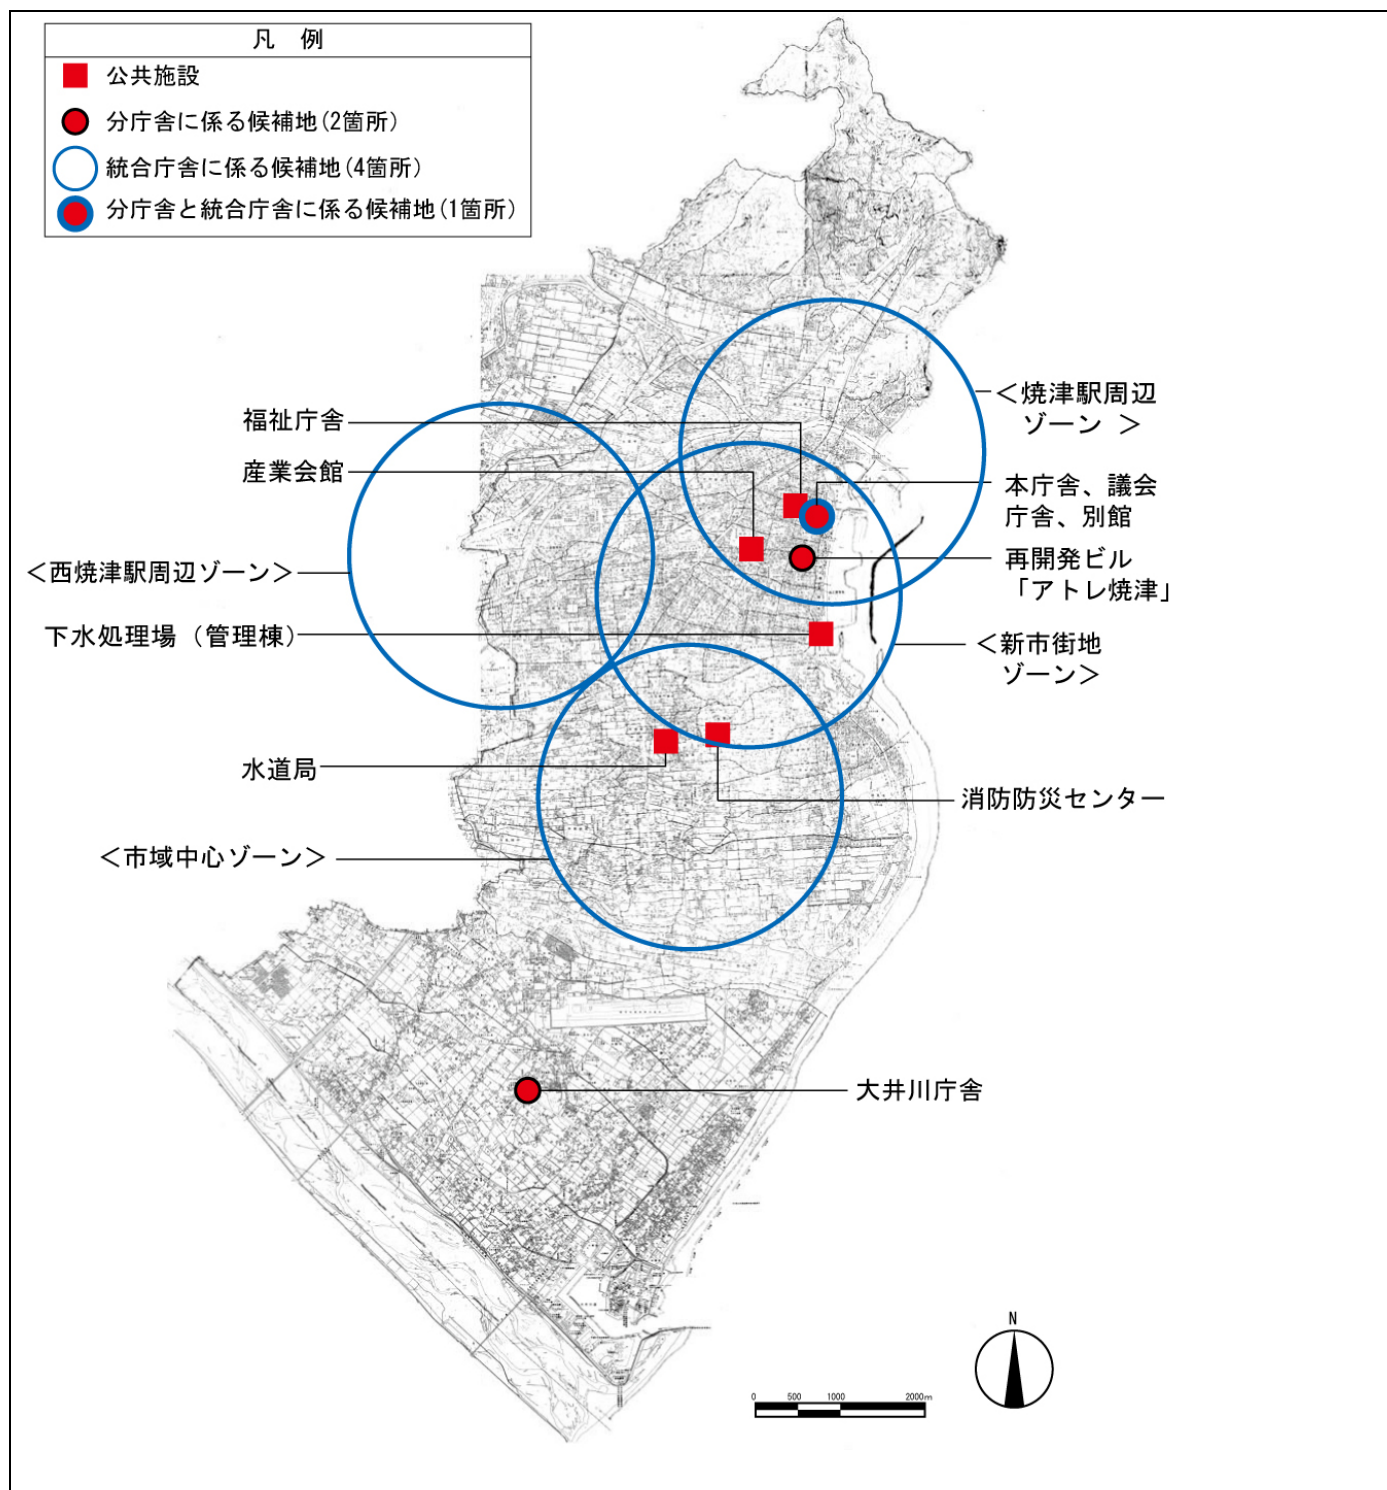 凡　例
公共施設
分庁舎に係る候補地(2箇所)
統合庁舎に係る候補地(4箇所)
分庁舎と統合庁舎に係る候補地(1箇所)
＜焼津駅周辺
ゾーン ＞
福祉庁舎
産業会館
本庁舎、議会
庁舎、別館
再開発ビル
「アトレ焼津」
＜西焼津駅周辺ゾーン＞
下水処理場（管理棟）
＜新市街地
ゾーン＞
水道局
消防防災センター
＜市域中心ゾーン＞
大井川庁舎
N
0 500 1000 2000m